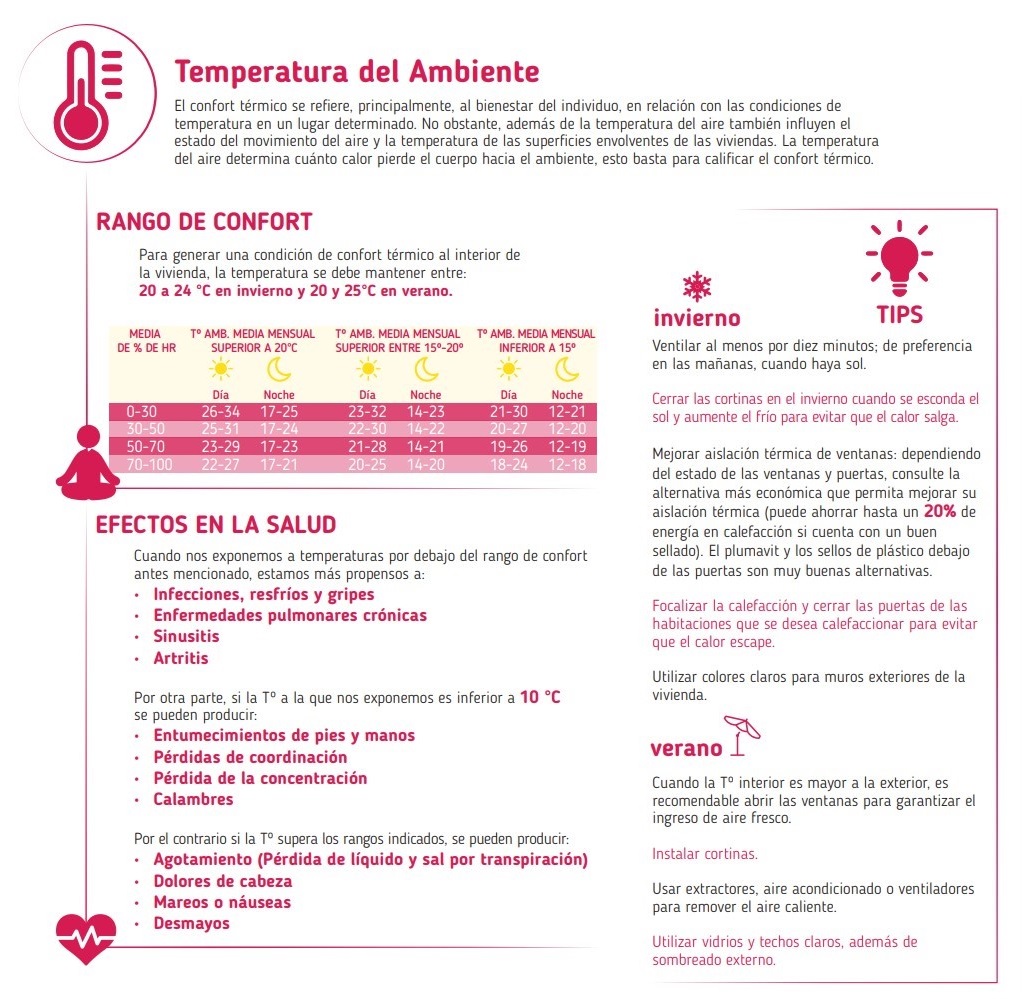 Temperatura del Ambiente
El confort térmico se refiere, principalmente, al bienestar del individuo, en relación con las condiciones de
temperatura en un lugar determinado. No obstante, además de la temperatura del aire también influyen el
estado del movimiento del aire y la temperatura de las superficies envolventes de las viviendas. La temperatura
del aire determina cuánto calor pierde el cuerpo hacia el ambiente, esto basta para calificar el confort térmico.
RANGO DE CONFORT
Para generar una condición de confort térmico al interior de
la vivienda, la temperatura se debe mantener entre:
20 a 24 °C en invierno y 20 y 25°C en verano.
MEDIA T° AMB. MEDIA MENSUAL T° AMB. MEDIA MENSUAL T° AMB. MEDIA MENSUAL
DE % DE HR SUPERIOR A 20°C SUPERIOR ENTRE 15°-20° INFERIOR A 15°
Día Noche Día Noche Día Noche
0-30 26-34 17-25 23-32 14-23 21-30 12-21
30-50 25-31 17-24 22-30 14-22 20-27 12-20
50-70 23-29 17-23 21-28 14-21 19-26 12-19
70-100 22-27 17-21 20-25 14-20 18-24 12-18
EFECTOS EN LA SALUD
Cuando nos exponemos a temperaturas por debajo del rango de confort
antes mencionado, estamos más propensos a:
• Infecciones, resfríos y gripes
• Enfermedades pulmonares crónicas
• Sinusitis
• Artritis
Por otra parte, si la T° a la que nos exponemos es inferior a 10 °C
se pueden producir:
• Entumecimientos de pies y manos
• Pérdidas de coordinación
• Pérdida de la concentración
• Calambres
Por el contrario si la T° supera los rangos indicados, se pueden producir:
• Agotamiento (Pérdida de líquido y sal por transpiración)
• Dolores de cabeza
• Mareos o náuseas
• Desmayos
TIPS
invierno
Ventilar al menos por diez minutos; de preferencia
en las mañanas, cuando haya sol.
Cerrar las cortinas en el invierno cuando se esconda el
sol y aumente el frío para evitar que el calor salga.
Mejorar aislación térmica de ventanas: dependiendo
del estado de las ventanas y puertas, consulte la
alternativa más económica que permita mejorar su
aislación térmica (puede ahorrar hasta un 20% de
energía en calefacción si cuenta con un buen
sellado). El plumavit y los sellos de plástico debajo
de las puertas son muy buenas alternativas.
Focalizar la calefacción y cerrar las puertas de las
habitaciones que se desea calefaccionar para evitar
que el calor escape.
Utilizar colores claros para muros exteriores de la
vivienda.
verano
Cuando la T° interior es mayor a la exterior, es
recomendable abrir las ventanas para garantizar el
ingreso de aire fresco.
Instalar cortinas.
Usar extractores, aire acondicionado o ventiladores
para remover el aire caliente.
Utilizar vidrios y techos claros, además de
sombreado externo.